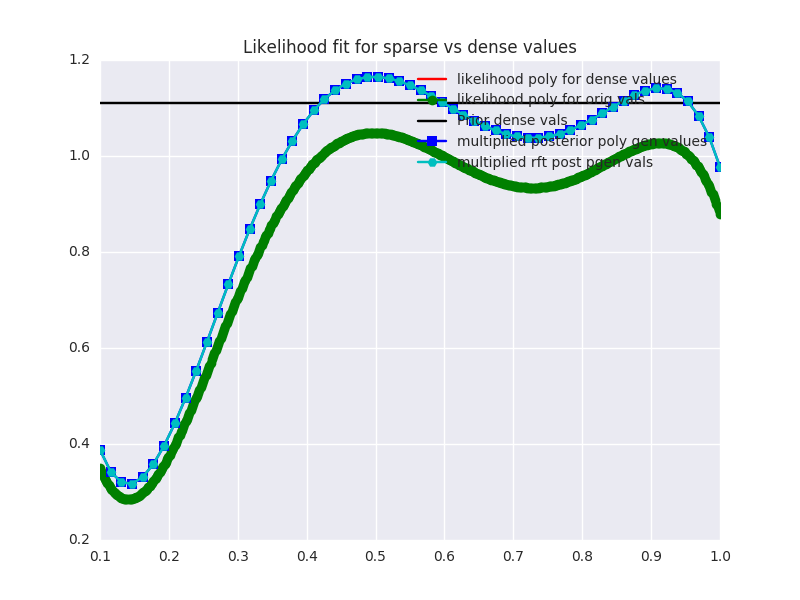 Likelihood fit for sparse vs dense values
likelihood poly for dense values
likelihood poly for orig vals
Prior dense vals
multiplied posterior poly gen values
multiplied rft post pgen vals
1.2
1.0
0.8
0.6
0.4
0.2
0.1 0.2 0.3 0.4 0.5 0.6 0.7 0.8 0.9 1.0